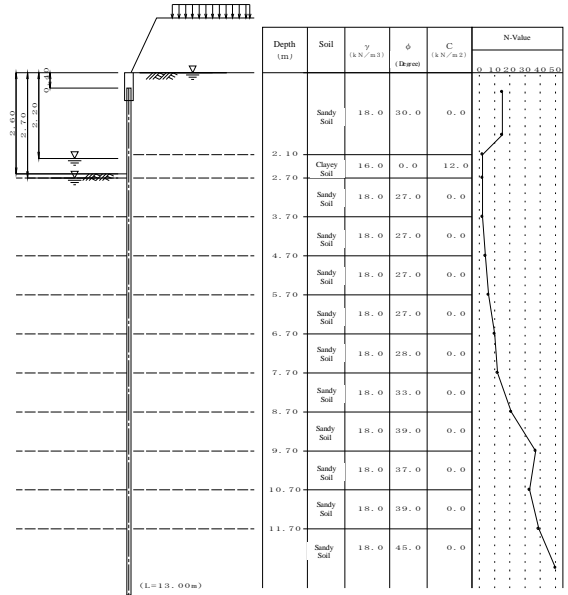 Depth (m) Soil γ (kN/m3) φ (Degree) C (kN/m2) N-Value
0 10 20 30 40 50
0.40
2.20
2.70
2.60
Sandy Soil 18.0 30.0 0.0
2.10
Clayey Soil 16.0 0.0 12.0
2.70
Sandy Soil 18.0 27.0 0.0
3.70
Sandy Soil 18.0 27.0 0.0
4.70
Sandy Soil 18.0 27.0 0.0
5.70
Sandy Soil 18.0 27.0 0.0
6.70
Sandy Soil 18.0 28.0 0.0
7.70
Sandy Soil 18.0 33.0 0.0
8.70
Sandy Soil 18.0 39.0 0.0
9.70
Sandy Soil 18.0 37.0 0.0
10.70
Sandy Soil 18.0 39.0 0.0
11.70
Sandy Soil 18.0 45.0 0.0
(L=13.00m)